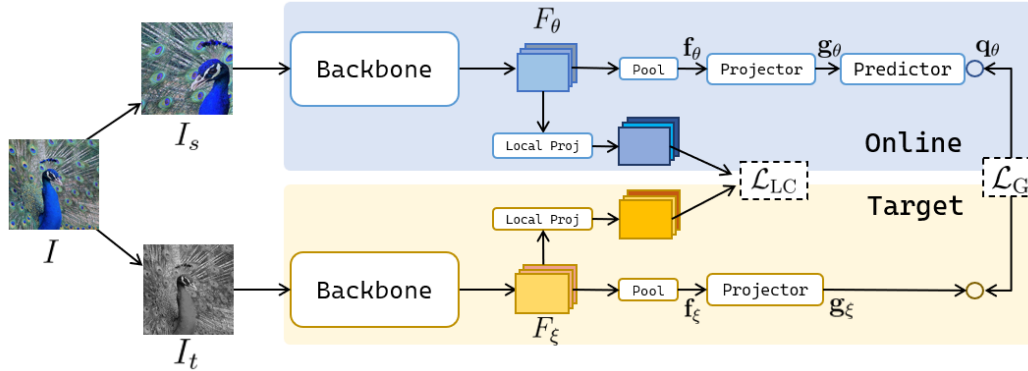 I
I_s
I_t
Backbone
F_θ
Pool
f_θ
Projector
g_θ
Predictor
q_θ
Local Proj
Online
L_LC
L_G
Target
Local Proj
Backbone
F_ξ
Pool
f_ξ
Projector
g_ξ